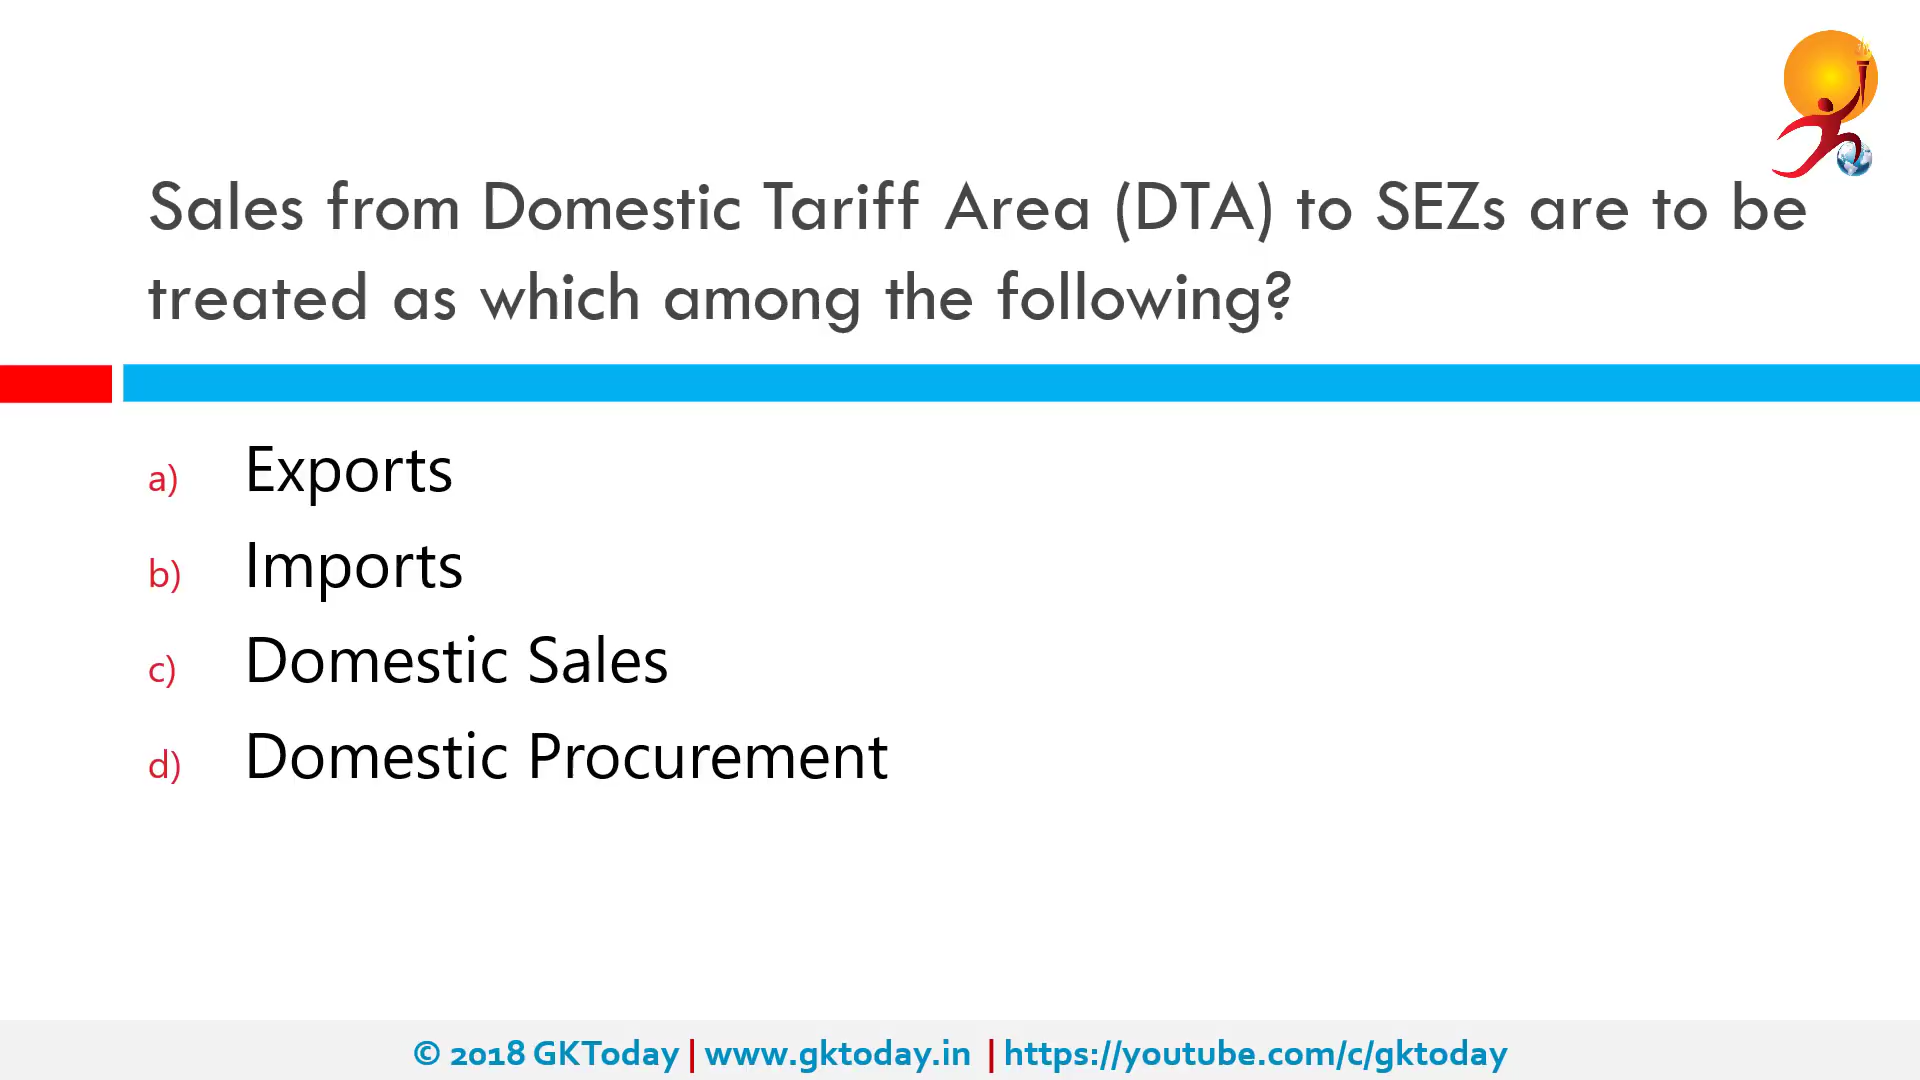 Sales from Domestic Tariff Area (DTA) to SEZs are to be
treated as which among the following?
a) Exports
b) Imports
c) Domestic Sales
d) Domestic Procurement
© 2018 GKToday | www.gktoday.in | https://youtube.com/c/gktoday